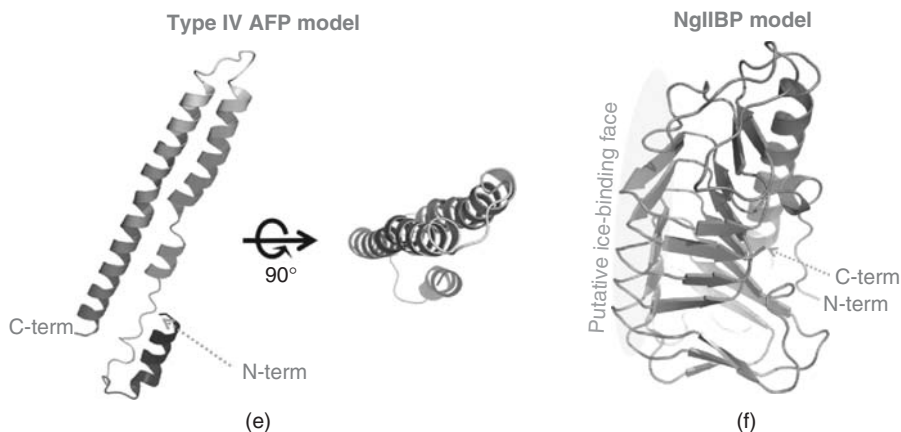 Type IV AFP model
C-term
N-term
90°
(e)
NgIIBP model
Putative ice-binding face
C-term
N-term
(f)